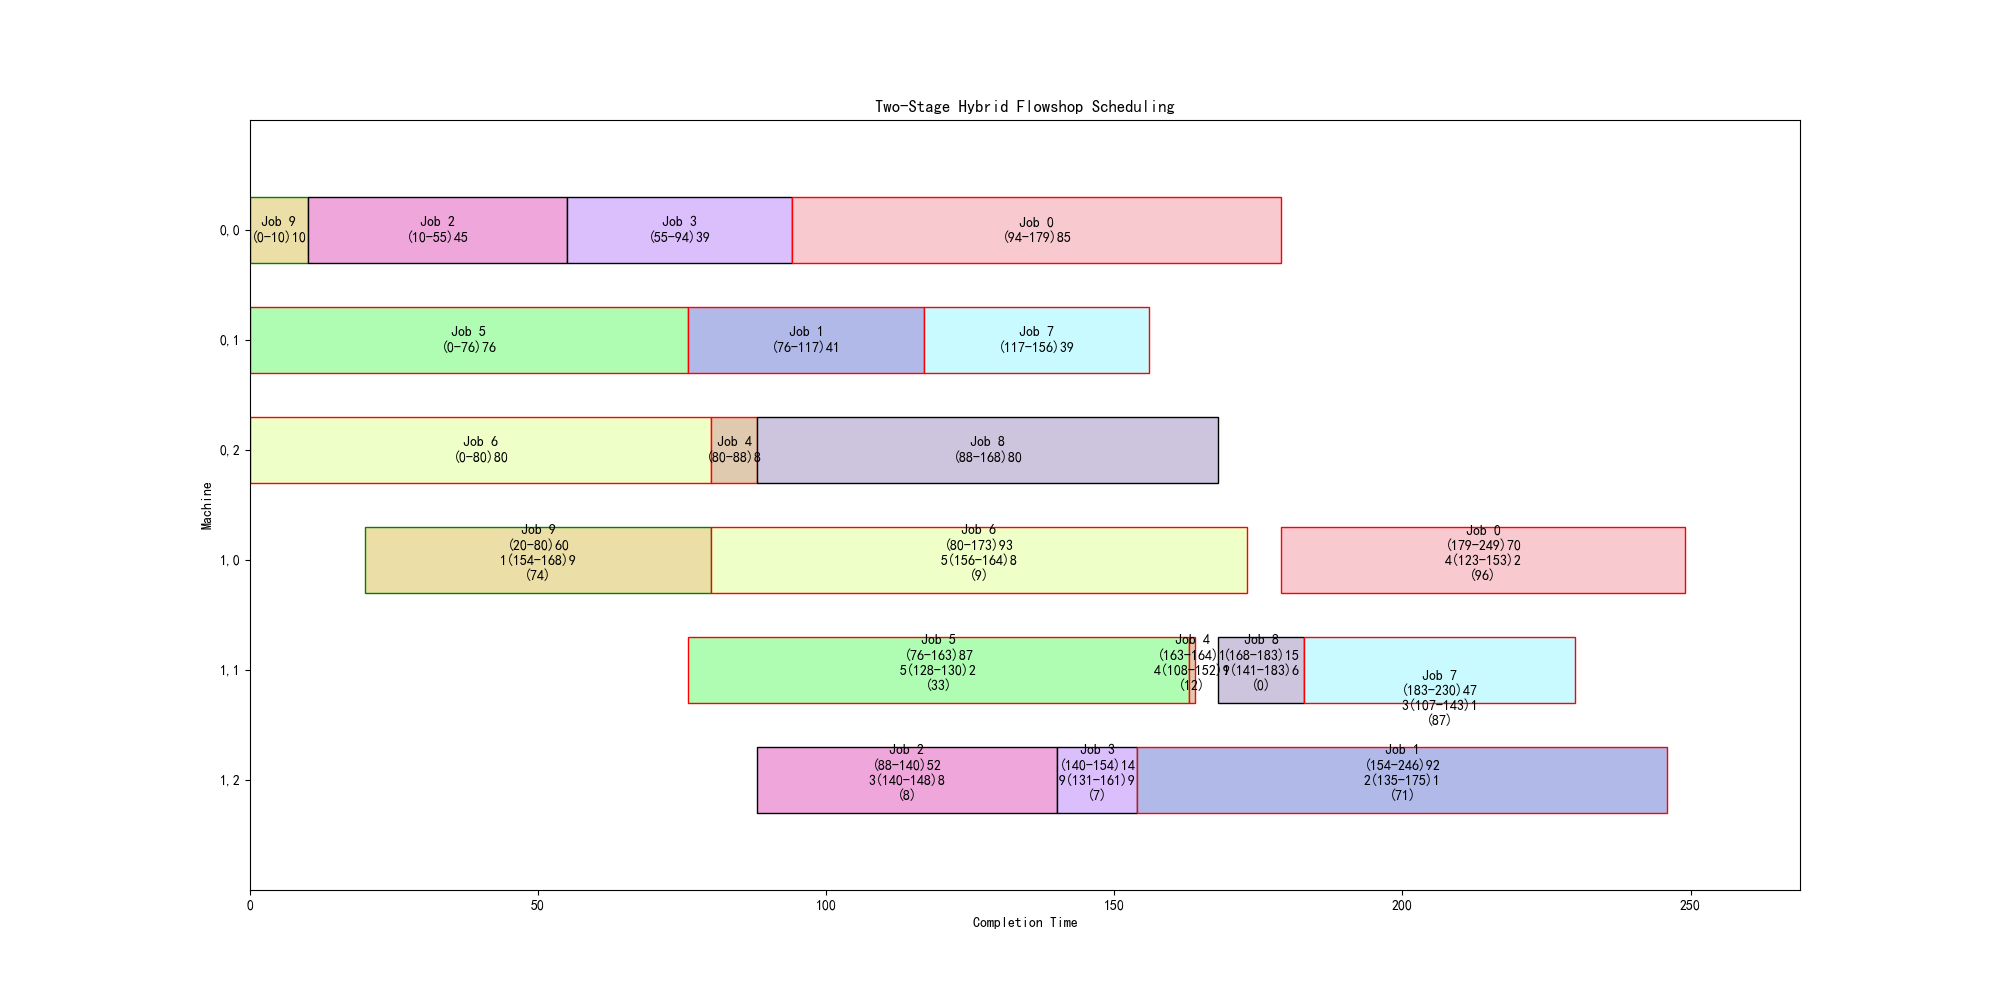 Two-Stage Hybrid Flowshop Scheduling
0,0
Job 9
(0-10)10
Job 2
(10-55)45
Job 3
(55-94)39
Job 0
(94-179)85
0,1
Job 5
(0-76)76
Job 1
(76-117)41
Job 7
(117-156)39
0,2
Job 6
(0-80)80
Job 4
(80-88)8
Job 8
(88-168)80
Machine
1,0
Job 9
(20-80)60
1(154-168)9
(74)
Job 6
(80-173)93
5(156-164)8
(9)
Job 0
(179-249)70
4(123-153)2
(96)
1,1
Job 5
(76-163)87
5(128-130)2
(33)
Job 4
(163-164)1
4(108-152)9
(12)
Job 8
(168-183)15
1(141-183)6
(0)
Job 7
(183-230)47
3(107-143)1
(87)
1,2
Job 2
(88-140)52
3(140-148)8
(8)
Job 3
(140-154)14
9(131-161)9
(7)
Job 1
(154-246)92
2(135-175)1
(71)
0
50
100
150
200
250
Completion Time